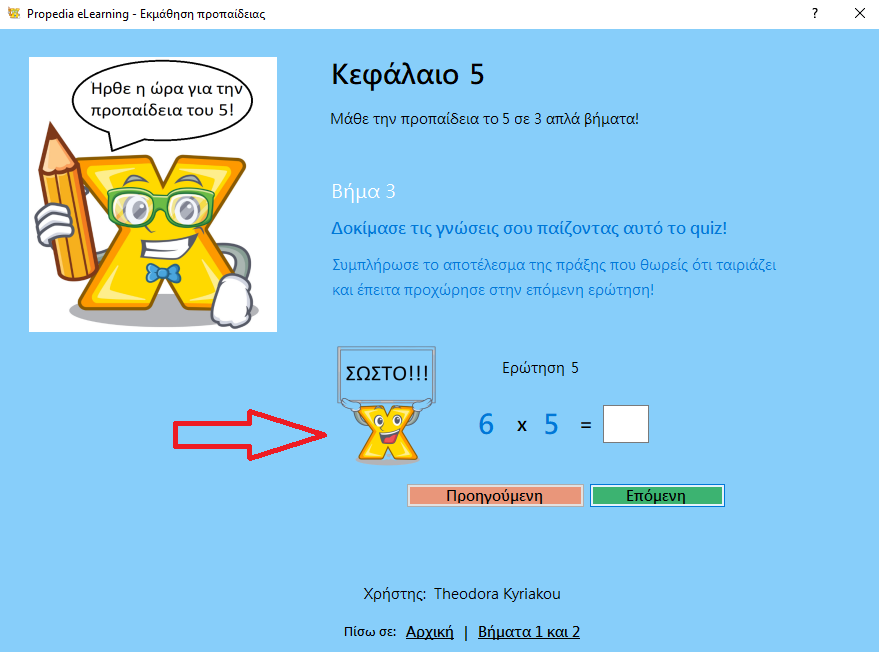 Propedia eLearning - Εκμάθηση προπαίδειας
?
Ήρθε η ώρα για την
προπαίδεια του 5!
Κεφάλαιο 5
Μάθε την προπαίδεια το 5 σε 3 απλά βήματα!
Βήμα 3
Δοκίμασε τις γνώσεις σου παίζοντας αυτό το quiz!
Συμπλήρωσε το αποτέλεσμα της πράξης που θωρείς ότι ταιριάζει
και έπειτα προχώρησε στην επόμενη ερώτηση!
ΣΩΣΤΟ!!!
Ερώτηση 5
6 x 5 =
Προηγούμενη Επόμενη
Χρήστης: Theodora Kyriakou
Πίσω σε: Αρχική | Βήματα 1 και 2